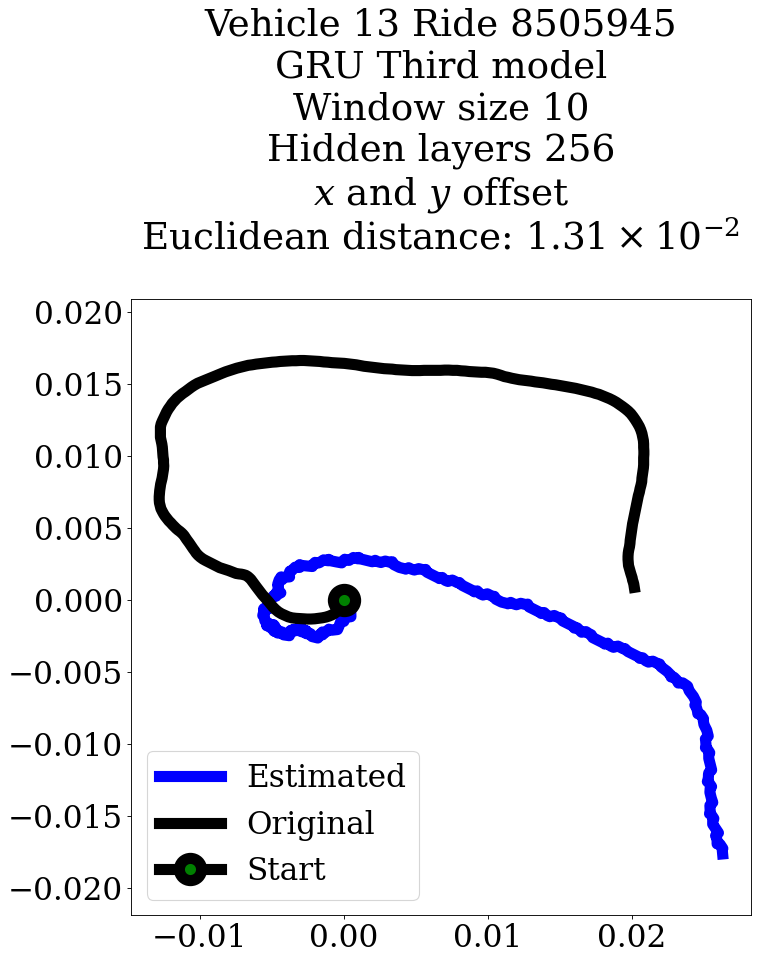 Vehicle 13 Ride 8505945
GRU Third model
Window size 10
Hidden layers 256
x and y offset
Euclidean distance: 1.31 × 10⁻²
0.020
0.015
0.010
0.005
0.000
−0.005
−0.010
−0.015
−0.020
Estimated
Original
Start
−0.01 0.00 0.01 0.02